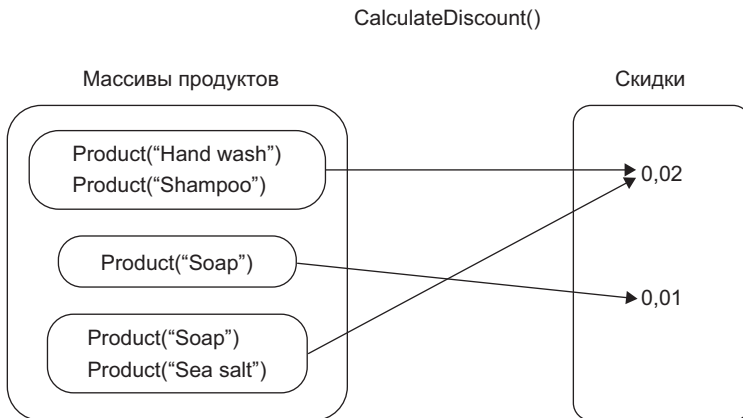 CalculateDiscount()
Массивы продуктов
Скидки
Product(“Hand wash”)
Product(“Shampoo”)
0,02
Product(“Soap”)
0,01
Product(“Soap”)
Product(“Sea salt”)